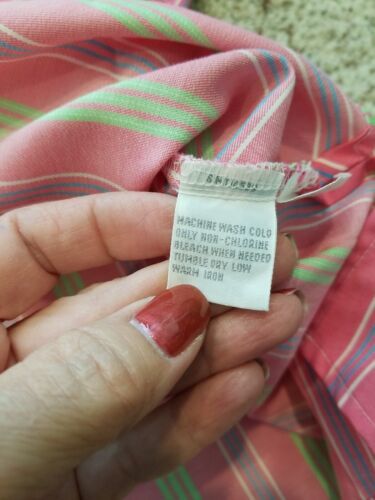 MACHINE WASH COLD
ONLY NON-CHLORINE
BLEACH WHEN NEEDED
TUMBLE DRY LOW
WARM IRON